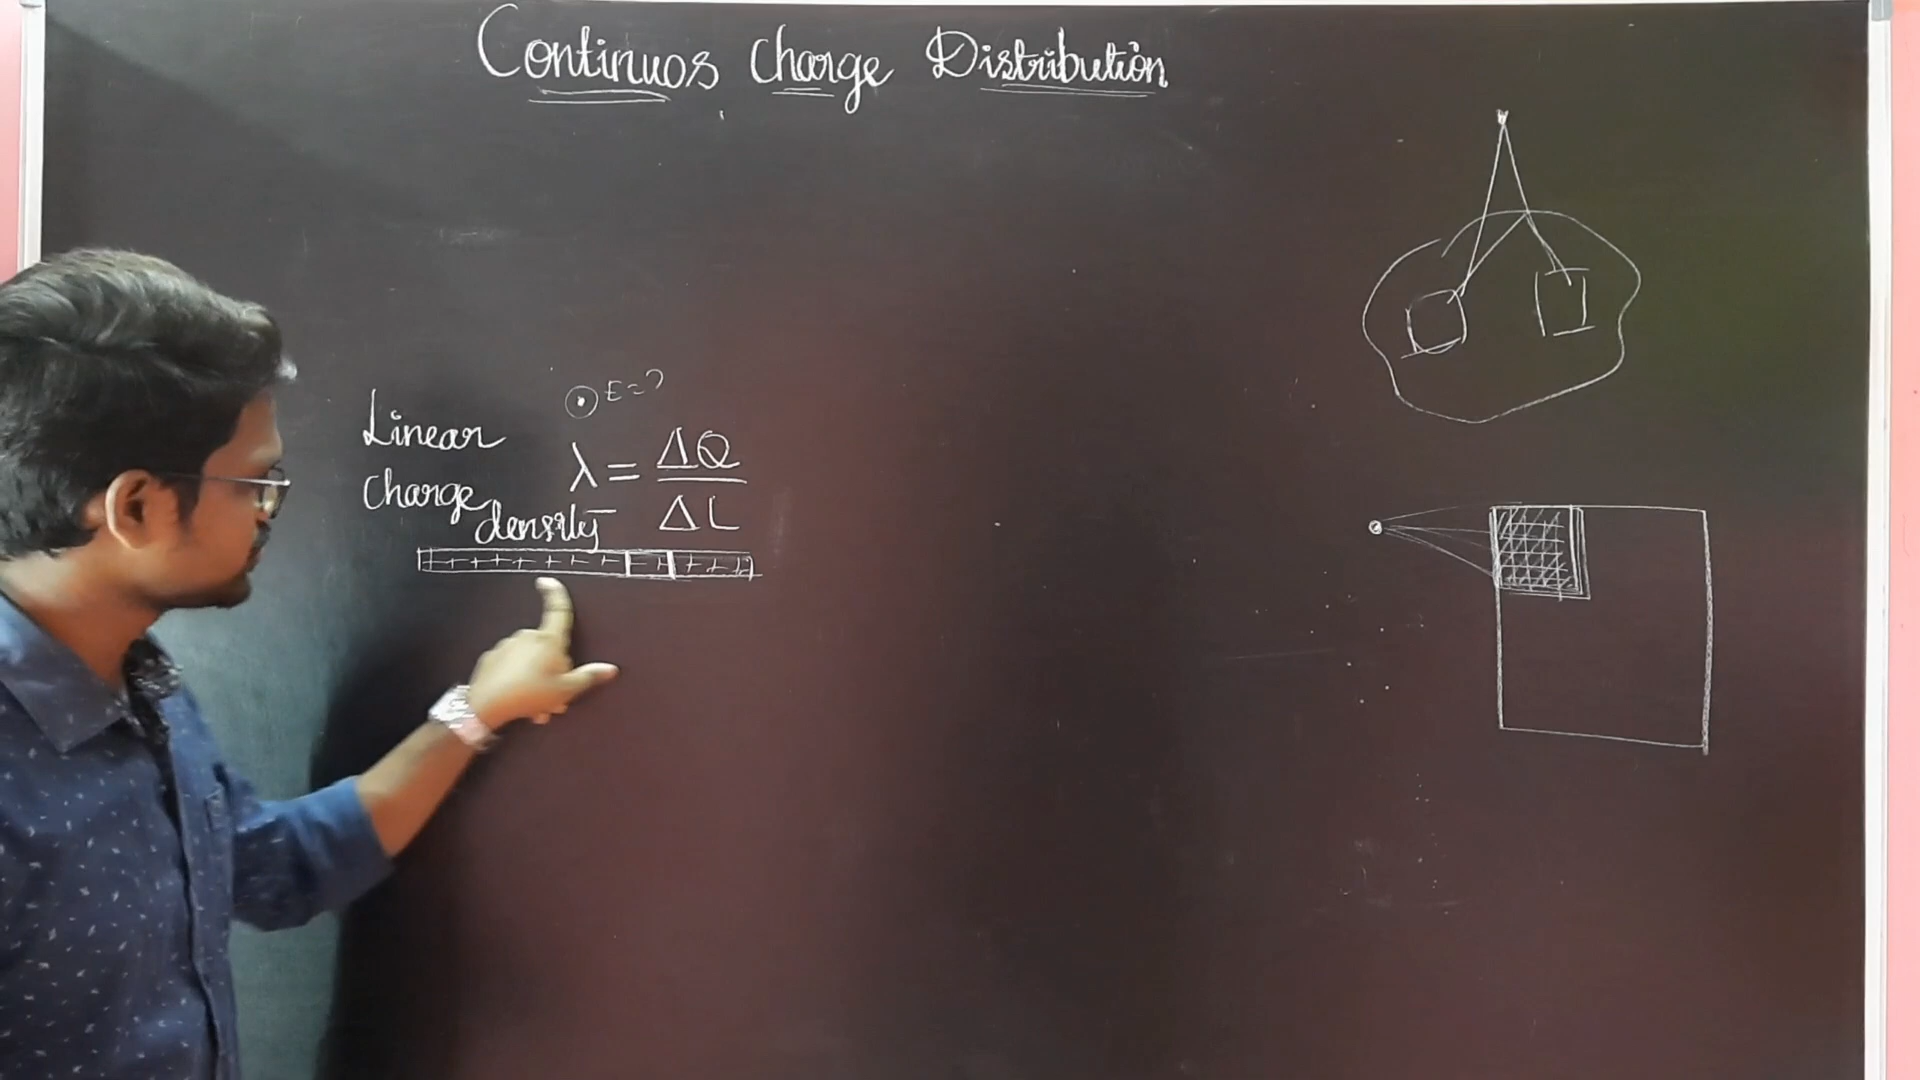 Continuos Charge Distribution
E=?
Linear
Charge
density
λ = ΔQ
ΔL
+ + + + + + + + + + + + + +